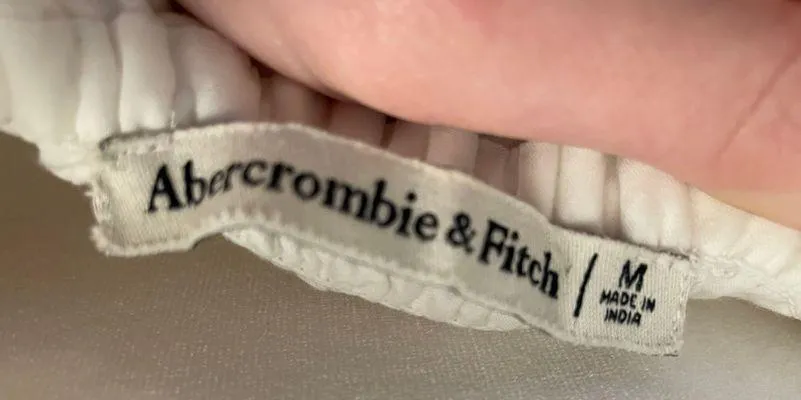 Abercrombie & Fitch / M
MADE IN
INDIA